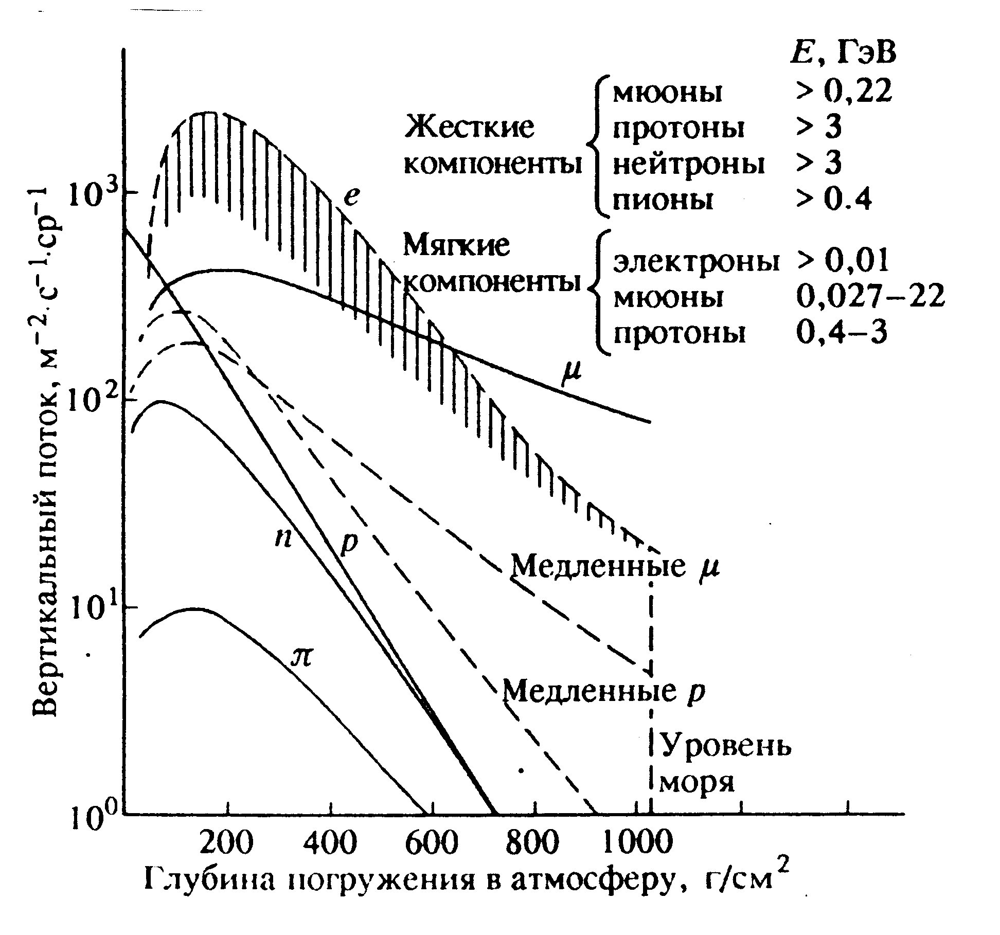 E, ГэВ
Жесткие
компоненты
мюоны > 0,22
протоны > 3
нейтроны > 3
пионы > 0.4
Мягкие
компоненты
электроны > 0,01
мюоны 0,027–22
протоны 0,4–3
Вертикальный поток, м⁻²·с⁻¹·ср⁻¹
10³
10²
10¹
10⁰
e
μ
n
p
π
Медленные μ
Медленные p
Уровень
моря
200 400 600 800 1000
Глубина погружения в атмосферу, г/см²